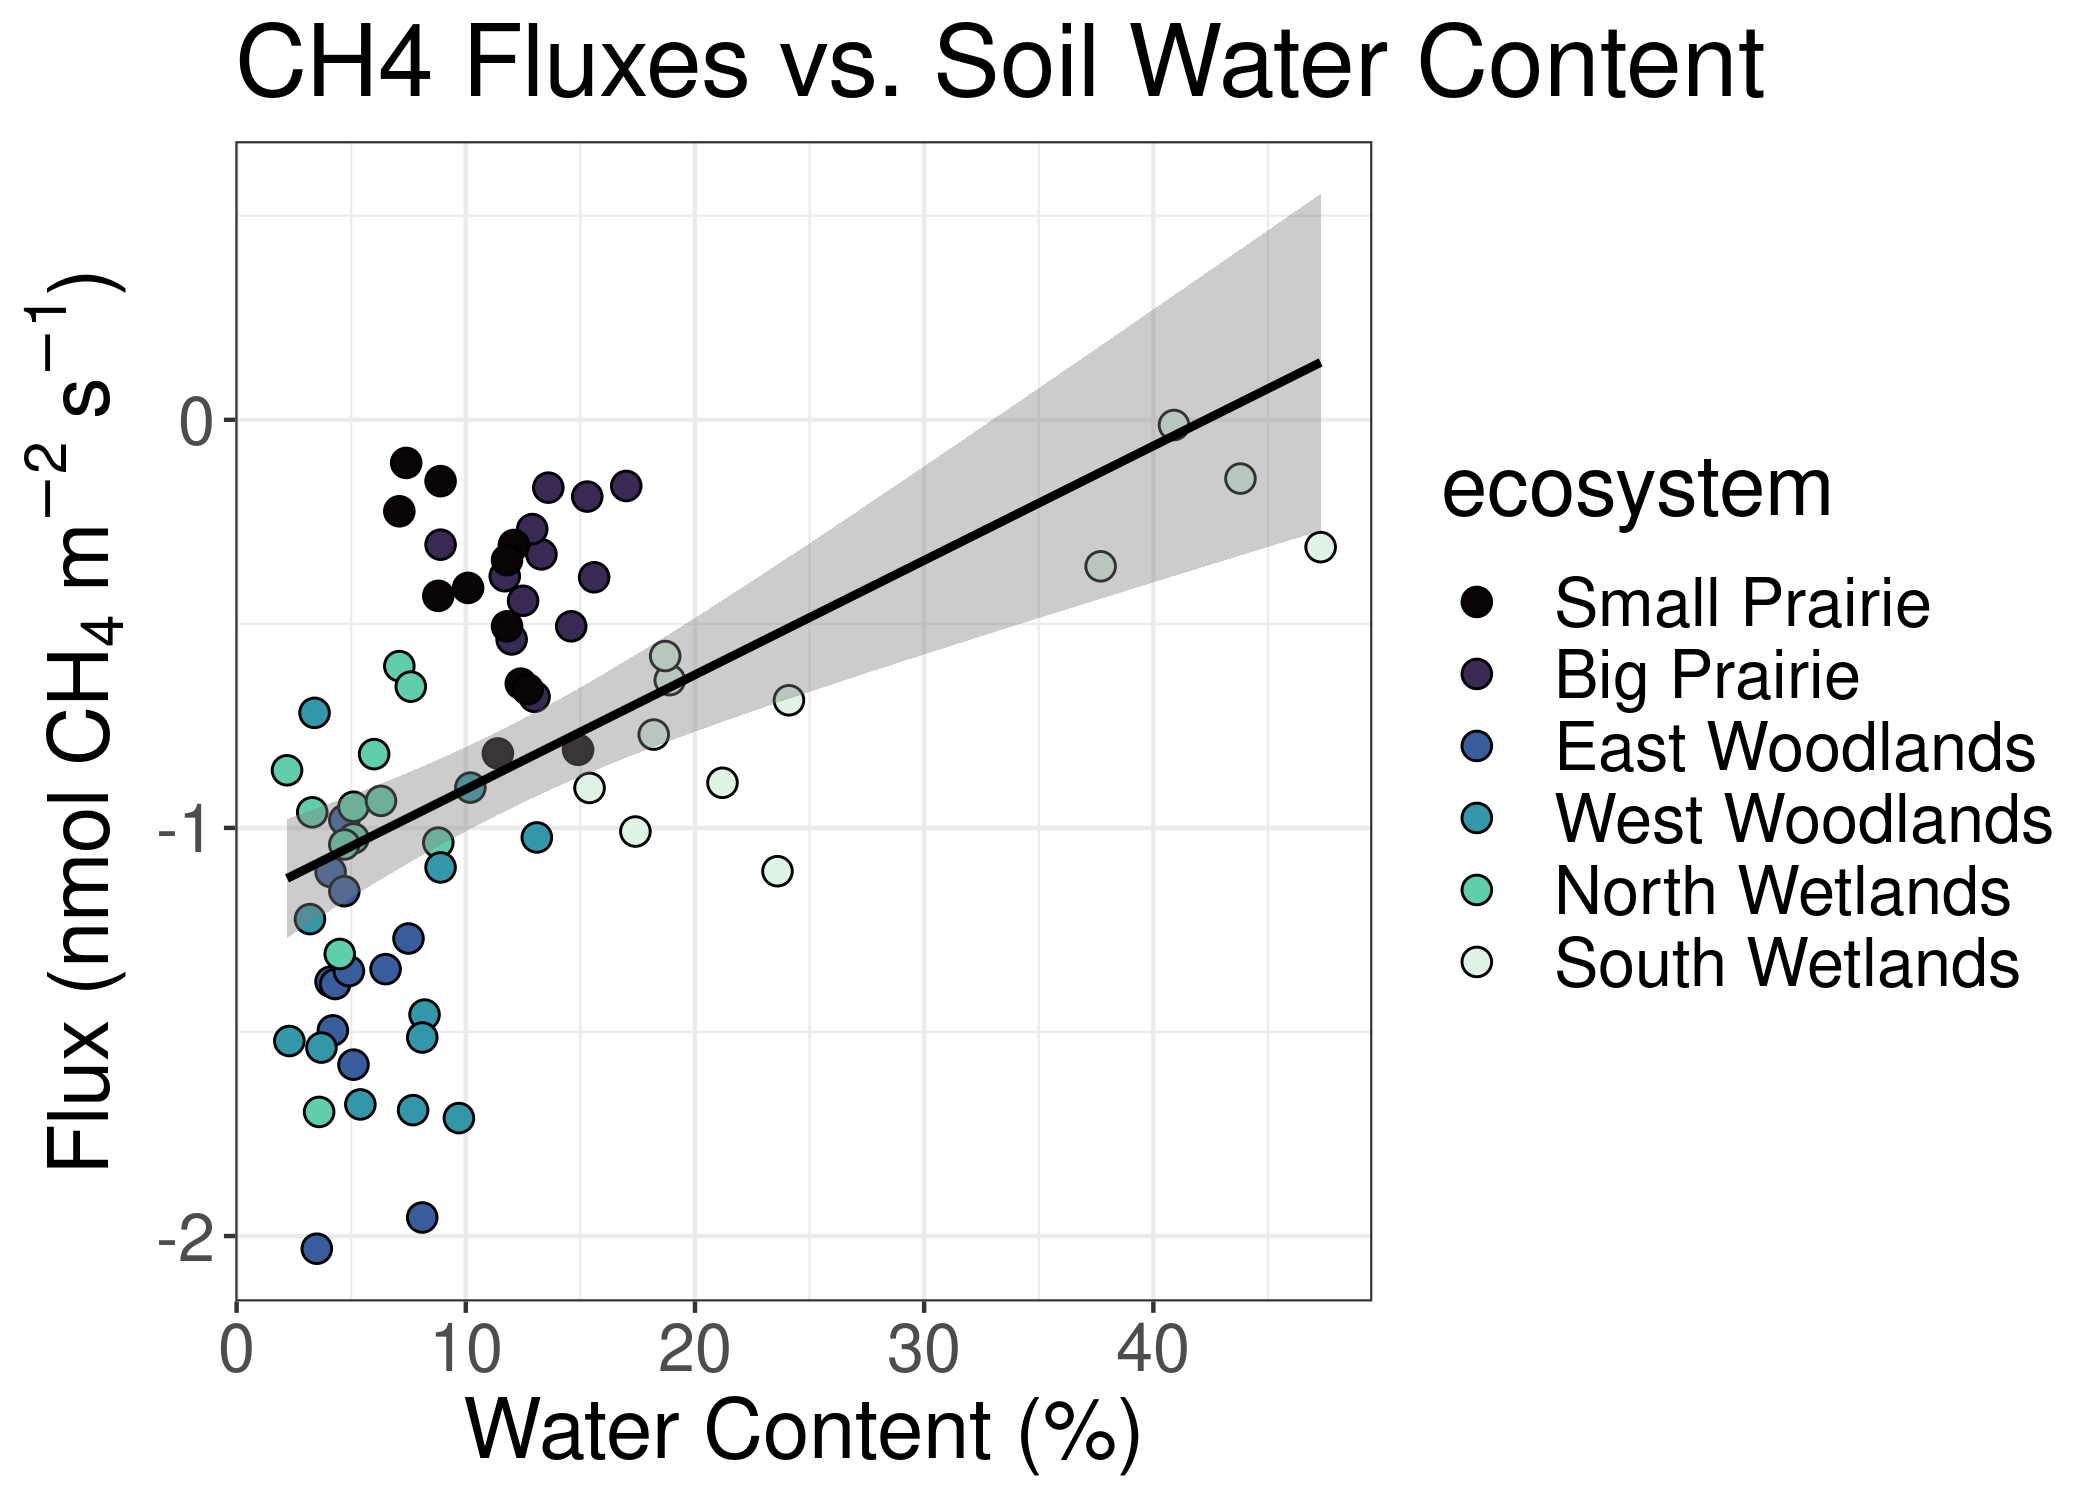 CH4 Fluxes vs. Soil Water Content
Flux (nmol CH₄ m⁻² s⁻¹)
0
-1
-2
0 10 20 30 40
Water Content (%)
ecosystem
Small Prairie
Big Prairie
East Woodlands
West Woodlands
North Wetlands
South Wetlands